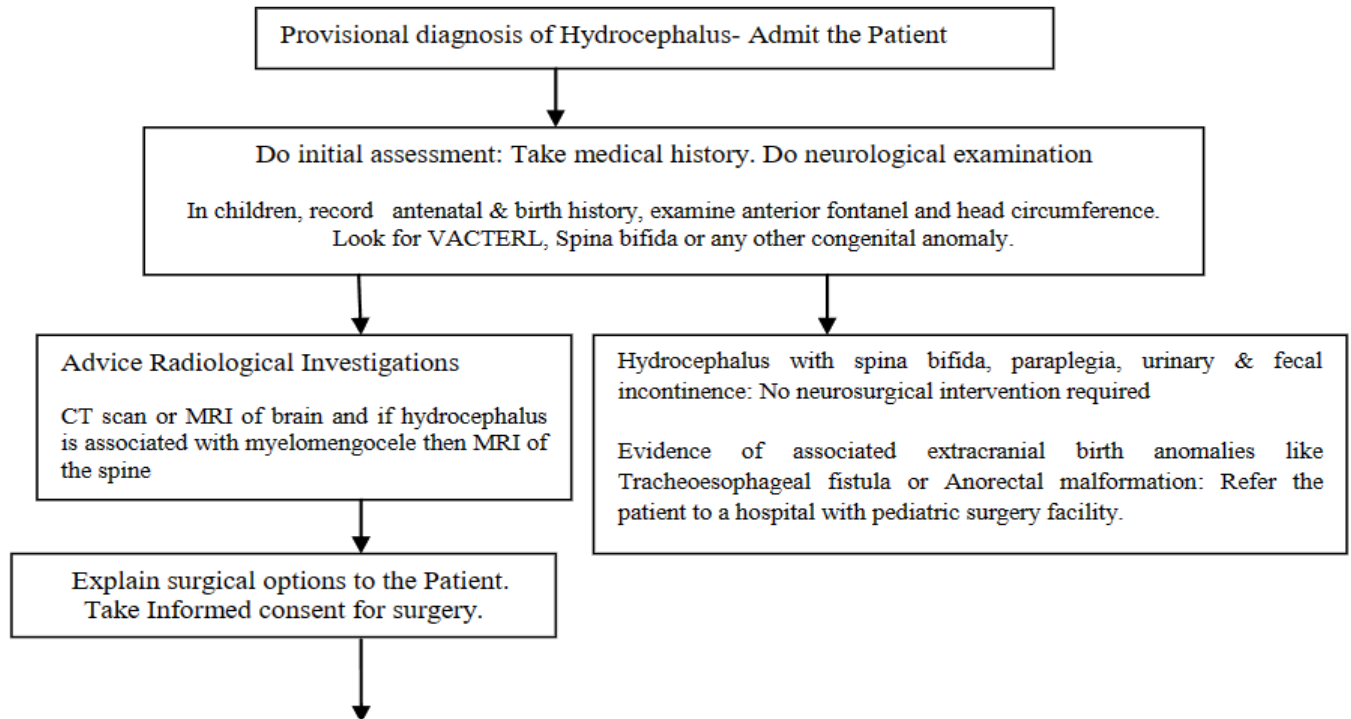 Provisional diagnosis of Hydrocephalus- Admit the Patient
Do initial assessment: Take medical history. Do neurological examination
In children, record antenatal & birth history, examine anterior fontanel and head circumference.
Look for VACTERL, Spina bifida or any other congenital anomaly.
Advice Radiological Investigations
CT scan or MRI of brain and if hydrocephalus
is associated with myelomengocele then MRI of
the spine
Hydrocephalus with spina bifida, paraplegia, urinary & fecal
incontinence: No neurosurgical intervention required
Evidence of associated extracranial birth anomalies like
Tracheoesophageal fistula or Anorectal malformation: Refer the
patient to a hospital with pediatric surgery facility.
Explain surgical options to the Patient.
Take Informed consent for surgery.